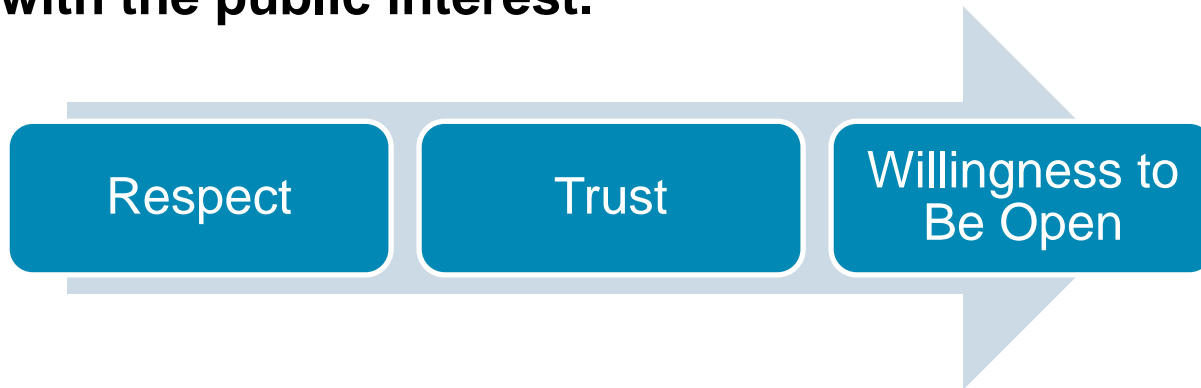 with the public interest.
Respect
Trust
Willingness to
Be Open